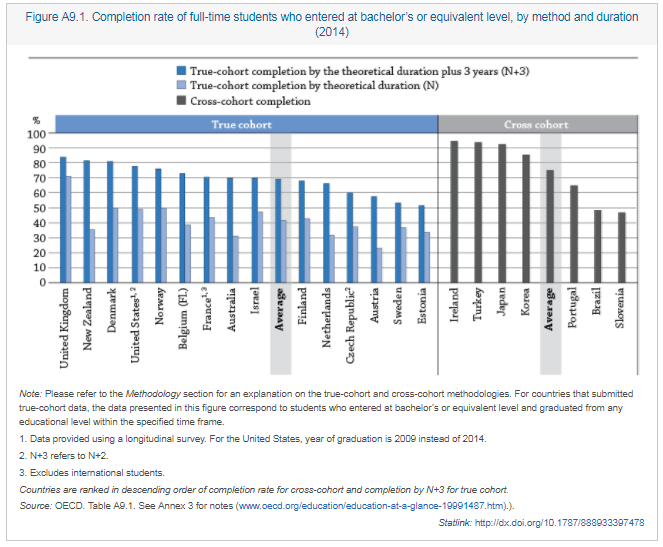 Figure A9.1. Completion rate of full-time students who entered at bachelor's or equivalent level, by method and duration
(2014)
True-cohort completion by the theoretical duration plus 3 years (N+3)
True-cohort completion by theoretical duration (N)
Cross-cohort completion
%
True cohort
Cross cohort
100
90
80
70
60
50
40
30
20
10
0
United Kingdom
New Zealand
Denmark
United States1, 2
Norway
Belgium (Fl.)
France1,3
Australia
Israel
Average
Finland
Netherlands
Czech Republic2
Austria
Sweden
Estonia
Ireland
Turkey
Japan
Korea
Average
Portugal
Brazil
Slovenia
Note: Please refer to the Methodology section for an explanation on the true-cohort and cross-cohort methodologies. For countries that submitted
true-cohort data, the data presented in this figure correspond to students who entered at bachelor's or equivalent level and graduated from any
educational level within the specified time frame.
1. Data provided using a longitudinal survey. For the United States, year of graduation is 2009 instead of 2014.
2. N+3 refers to N+2.
3. Excludes international students.
Countries are ranked in descending order of completion rate for cross-cohort and completion by N+3 for true cohort.
Source: OECD. Table A9.1. See Annex 3 for notes (www.oecd.org/education/education-at-a-glance-19991487.htm).).
Statlink: http://dx.doi.org/10.1787/888933397478